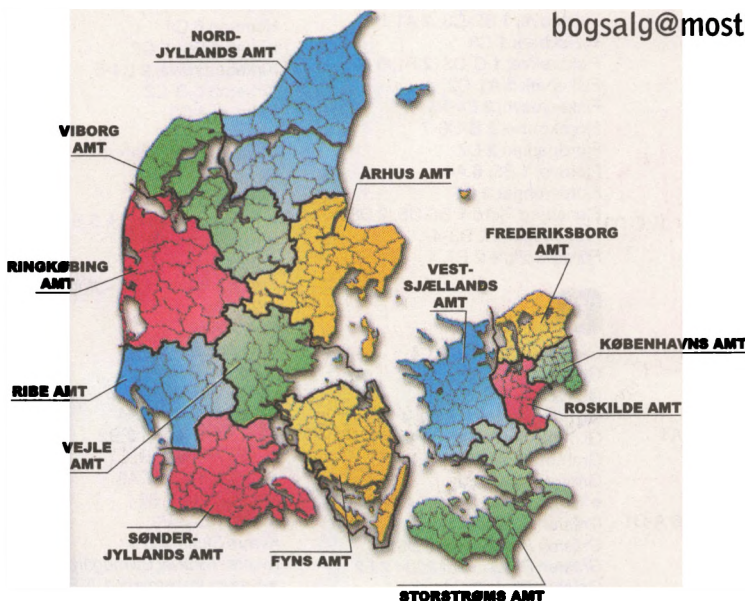 bogsalg@most
NORD-
JYLLANDS AMT
VIBORG
AMT
ÅRHUS AMT
FREDERIKSBORG
AMT
RINGKØBING
AMT
VEST-
SJÆLLANDS
AMT
KØBENHAVNS AMT
RIBE AMT
ROSKILDE AMT
VEJLE
AMT
SØNDER-
JYLLANDS AMT
FYNS AMT
STORSTRØMS AMT